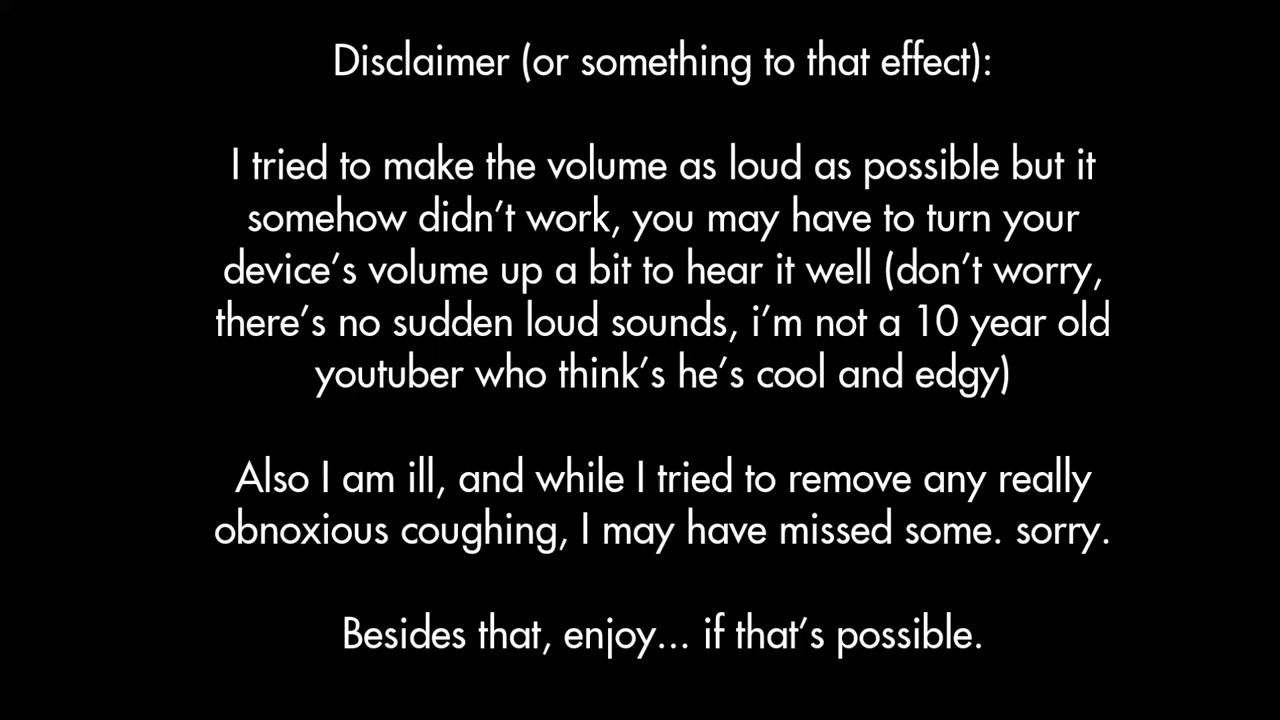 Disclaimer (or something to that effect):
I tried to make the volume as loud as possible but it
somehow didn’t work, you may have to turn your
device’s volume up a bit to hear it well (don’t worry,
there’s no sudden loud sounds, i’m not a 10 year old
youtuber who think’s he’s cool and edgy)
Also I am ill, and while I tried to remove any really
obnoxious coughing, I may have missed some. sorry.
Besides that, enjoy... if that’s possible.